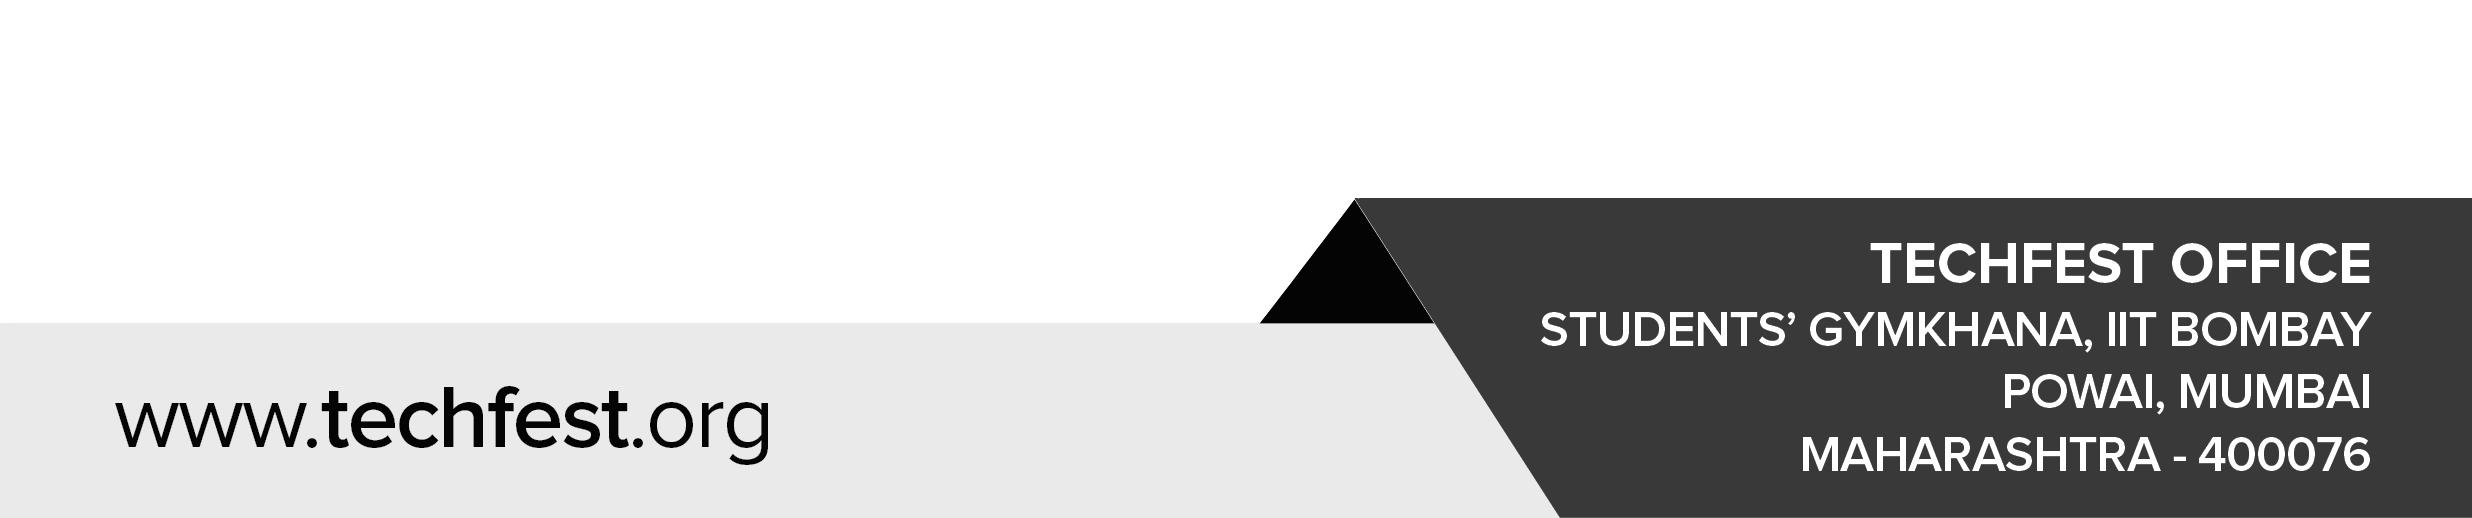 www.techfest.org
TECHFEST OFFICE
STUDENTS’ GYMKHANA, IIT BOMBAY
POWAI, MUMBAI
MAHARASHTRA - 400076